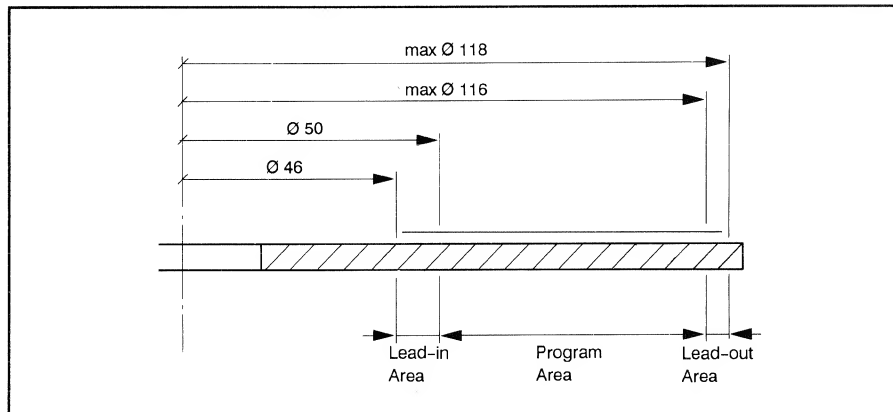 max Ø 118
max Ø 116
Ø 50
Ø 46
Lead-in
Area
Program
Area
Lead-out
Area